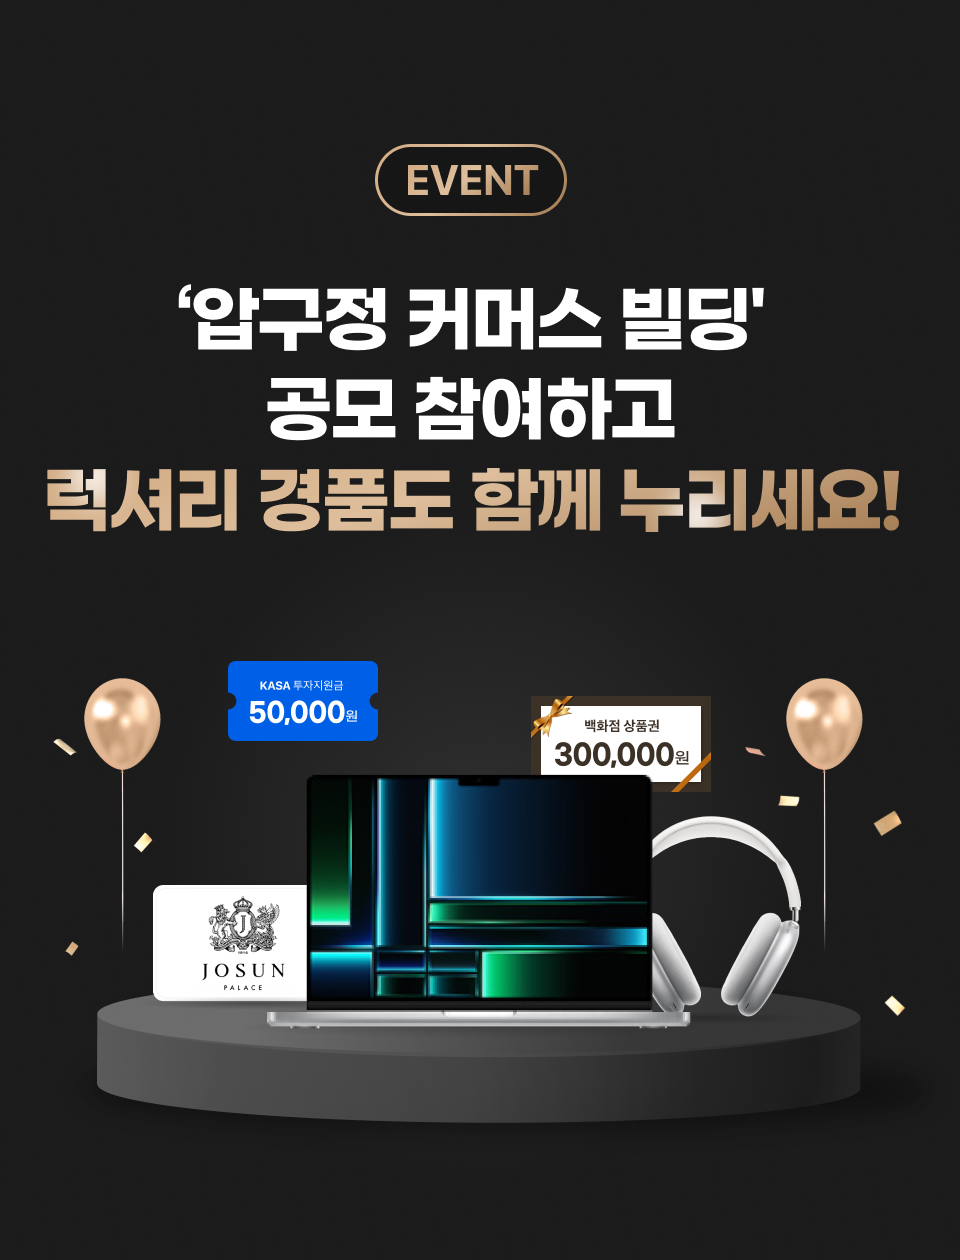 EVENT
‘압구정 커머스 빌딩'
공모 참여하고
럭셔리 경품도 함께 누리세요!
KASA 투자지원금
50,000원
백화점 상품권
300,000원
J
JOSUN
PALACE